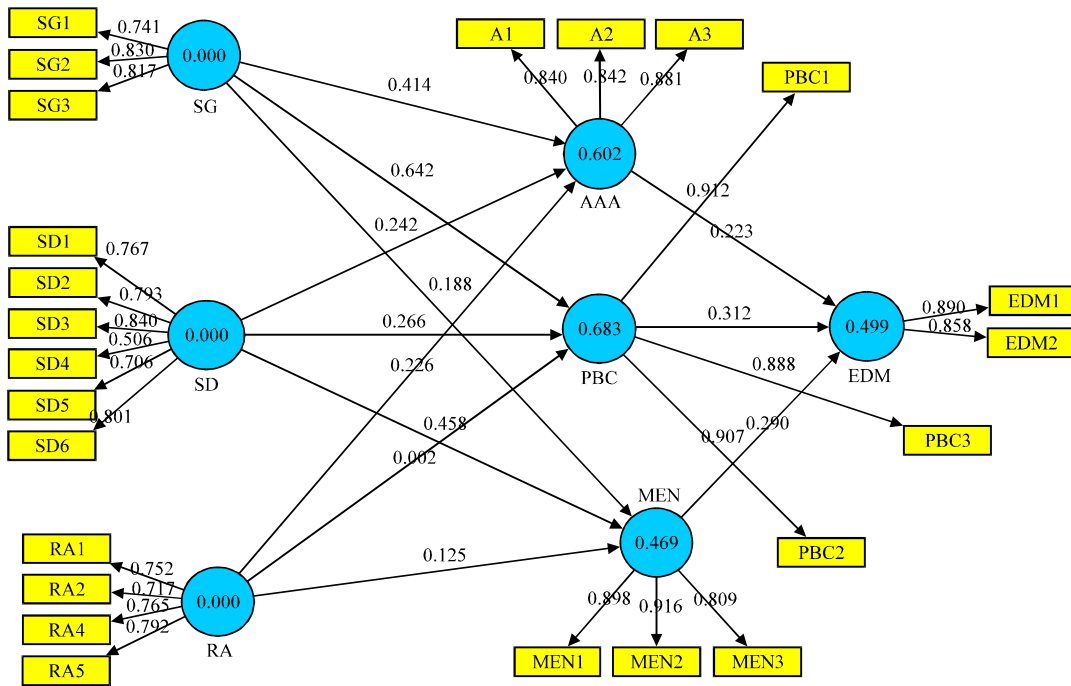 SG1
0.741
SG2
0.830
SG3
0.817
0.000
SG
A1
A2
A3
0.840
0.842
0.881
0.602
AAA
PBC1
0.414
0.642
0.242
0.188
0.912
0.223
SD1
0.767
SD2
0.793
SD3
0.840
SD4
0.506
SD5
0.706
SD6
0.801
0.000
SD
0.266
0.226
0.458
0.002
0.683
PBC
0.312
0.499
EDM
0.890
EDM1
0.858
EDM2
0.888
PBC3
0.290
0.907
PBC2
RA1
0.752
RA2
0.717
RA4
0.765
RA5
0.792
0.000
RA
0.125
MEN
0.469
0.898
0.916
0.809
MEN1
MEN2
MEN3